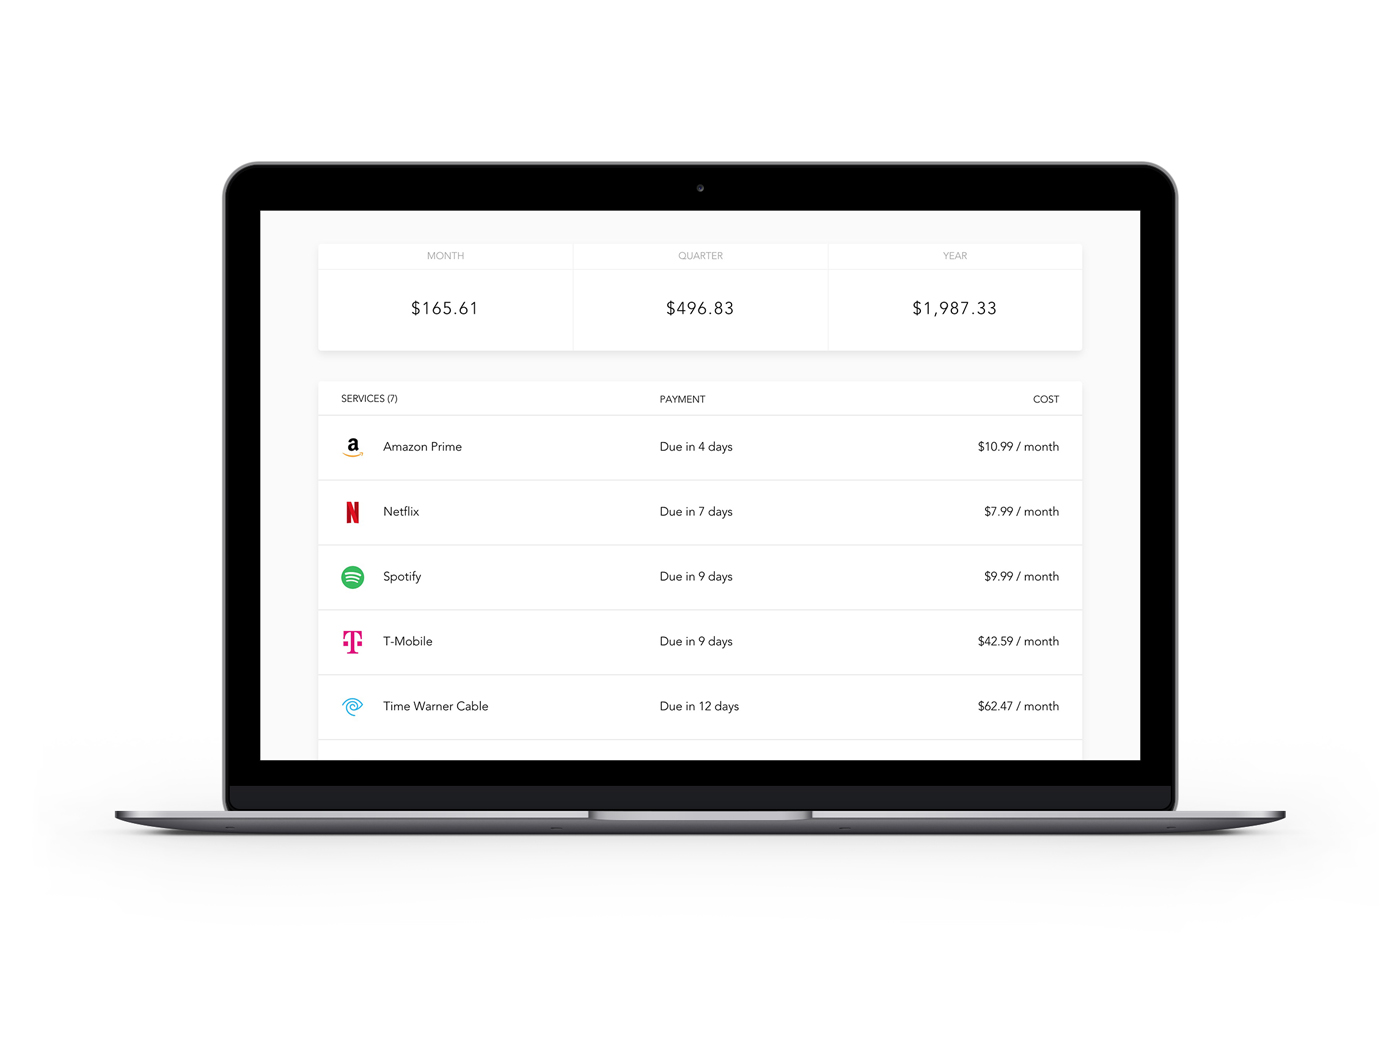 MONTH QUARTER YEAR
$165.61 $496.83 $1,987.33
SERVICES (7) PAYMENT COST
a Amazon Prime Due in 4 days $10.99 / month
N Netflix Due in 7 days $7.99 / month
Spotify Due in 9 days $9.99 / month
T T-Mobile Due in 9 days $42.59 / month
Time Warner Cable Due in 12 days $62.47 / month